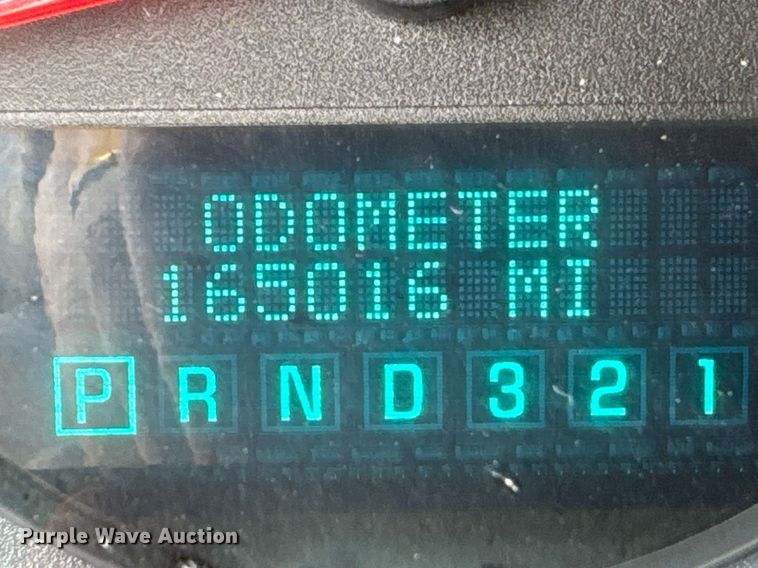 ODOMETER
165016 MI
P R N D 3 2 1
Purple Wave Auction